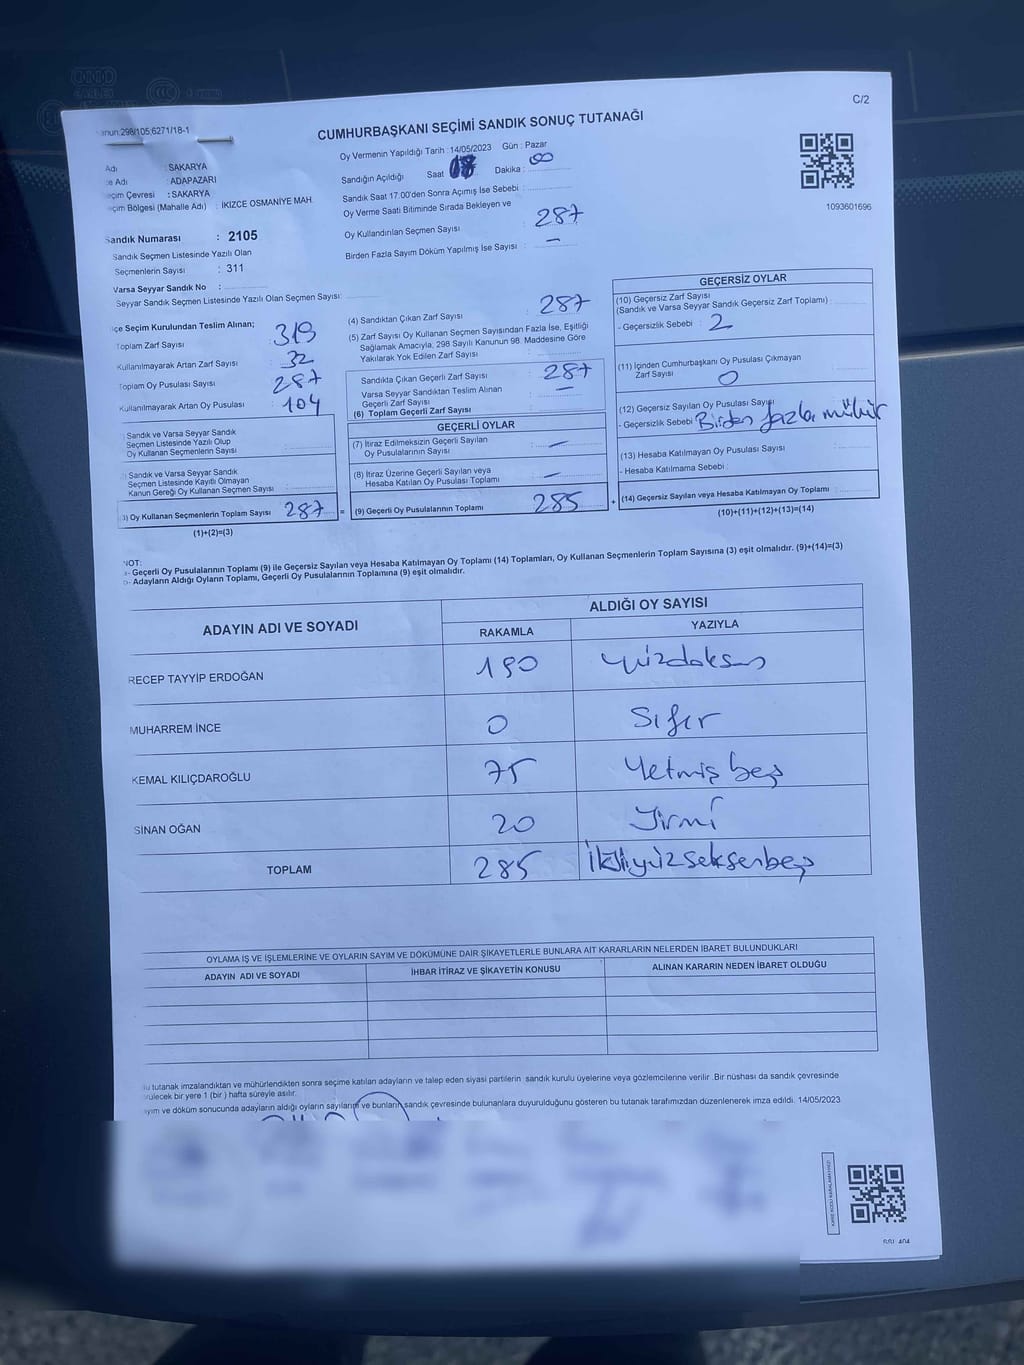 C/2
CUMHURBAŞKANI SEÇİMİ SANDIK SONUÇ TUTANAĞI
298/105;6271/18-1
Oy Vermenin Yapıldığı Tarih : 14/05/2023 Gün : Pazar
Sandığın Açıldığı Saat 18 Dakika : 00
Sandık Saat 17.00'den Sonra Açımış İse Sebebi :
Oy Verme Saati Bitiminde Sırada Bekleyen ve
Oy Kullandırılan Seçmen Sayısı : 287
Birden Fazla Sayım Döküm Yapılmış İse Sayısı : —
Adı : SAKARYA
Adı : ADAPAZARI
Çevresi : SAKARYA
Bölgesi (Mahalle Adı) : İKİZCE OSMANİYE MAH.
Sandık Numarası : 2105
Sandık Seçmen Listesinde Yazılı Olan
Seçmenlerin Sayısı : 311
Varsa Seyyar Sandık No :
Seyyar Sandık Seçmen Listesinde Yazılı Olan Seçmen Sayısı:
1093601696
Seçim Kurulundan Teslim Alınan;
Toplam Zarf Sayısı : 319
Kullanılmayarak Artan Zarf Sayısı : 32
Toplam Oy Pusulası Sayısı : 287
Kullanılmayarak Artan Oy Pusulası : 104
Sandık ve Varsa Seyyar Sandık
Seçmen Listesinde Yazılı Olup
Oy Kullanan Seçmenlerin Sayısı
Sandık ve Varsa Seyyar Sandık
Seçmen Listesinde Kayıtlı Olmayan
Kanun Gereği Oy Kullanan Seçmen Sayısı :
) Oy Kullanan Seçmenlerin Toplam Sayısı : 287 =
(1)+(2)=(3)
(4) Sandıktan Çıkan Zarf Sayısı : 287
(5) Zarf Sayısı Oy Kullanan Seçmen Sayısından Fazla İse, Eşitliği
Sağlamak Amacıyla, 298 Sayılı Kanunun 98. Maddesine Göre
Yakılarak Yok Edilen Zarf Sayısı :
Sandıkta Çıkan Geçerli Zarf Sayısı : 287
Varsa Seyyar Sandıktan Teslim Alınan
Geçerli Zarf Sayısı : —
(6) Toplam Geçerli Zarf Sayısı :
GEÇERLİ OYLAR
(7) İtiraz Edilmeksizin Geçerli Sayılan
Oy Pusulalarının Sayısı : —
(8) İtiraz Üzerine Geçerli Sayılan veya
Hesaba Katılan Oy Pusulası Toplamı : —
(9) Geçerli Oy Pusulalarının Toplamı : 285 +
GEÇERSİZ OYLAR
(10) Geçersiz Zarf Sayısı
(Sandık ve Varsa Seyyar Sandık Geçersiz Zarf Toplamı) :
- Geçersizlik Sebebi : 2
(11) İçinden Cumhurbaşkanı Oy Pusulası Çıkmayan
Zarf Sayısı : 0
(12) Geçersiz Sayılan Oy Pusulası Sayısı
- Geçersizlik Sebebi : Birden fazla mühür
(13) Hesaba Katılmayan Oy Pusulası Sayısı :
- Hesaba Katılmama Sebebi :
(14) Geçersiz Sayılan veya Hesaba Katılmayan Oy Toplamı :
(10)+(11)+(12)+(13)=(14)
NOT:
- Geçerli Oy Pusulalarının Toplamı (9) ile Geçersiz Sayılan veya Hesaba Katılmayan Oy Toplamı (14) Toplamları, Oy Kullanan Seçmenlerin Toplam Sayısına (3) eşit olmalıdır. (9)+(14)=(3)
- Adayların Aldığı Oyların Toplamı, Geçerli Oy Pusulalarının Toplamına (9) eşit olmalıdır.
ADAYIN ADI VE SOYADI
ALDIĞI OY SAYISI
RAKAMLA YAZIYLA
RECEP TAYYİP ERDOĞAN 190 yüzdoksan
MUHARREM İNCE 0 Sıfır
KEMAL KILIÇDAROĞLU 75 Yetmiş beş
SİNAN OĞAN 20 Yirmi
TOPLAM 285 İkiyüzseksenbeş
OYLAMA İŞ VE İŞLEMLERİNE VE OYLARIN SAYIM VE DÖKÜMÜNE DAİR ŞİKAYETLERLE BUNLARA AİT KARARLARIN NELERDEN İBARET BULUNDUKLARI
ADAYIN ADI VE SOYADI İHBAR İTİRAZ VE ŞİKAYETİN KONUSU ALINAN KARARIN NEDEN İBARET OLDUĞU
tutanak imzalandıktan ve mühürlendikten sonra seçime katılan adayların ve talep eden siyasi partilerin sandık kurulu üyelerine veya gözlemcilerine verilir. Bir nüshası da sandık çevresinde
bir yere 1 (bir) hafta süreyle asılır.
ve döküm sonucunda adayların aldığı oyların sayılarını ve bunların sandık çevresinde bulunanlara duyurulduğunu gösteren bu tutanak tarafımızdan düzenlenerek imza edildi. 14/05/2023